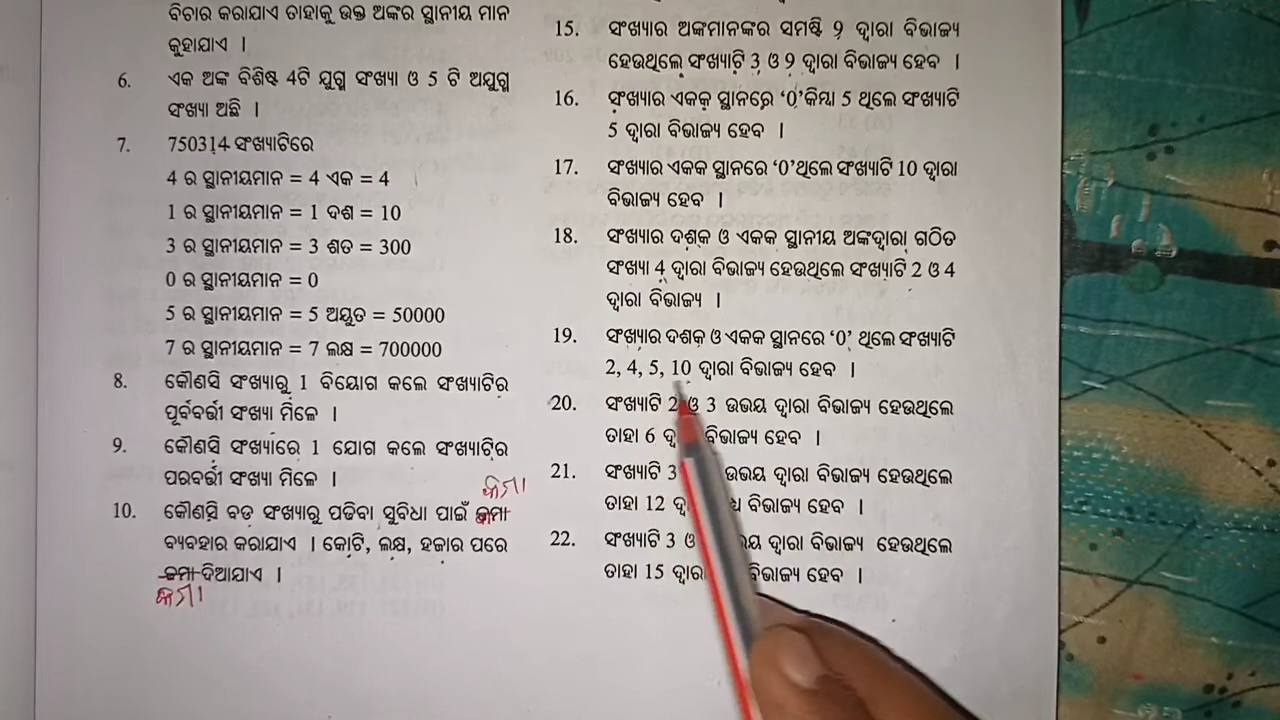 ବିଚାର କରାଯାଏ ତାହାକୁ ଉକ୍ତ ଅଙ୍କର ସ୍ଥାନୀୟ ମାନ
କୁହାଯାଏ ।
6. ଏକ ଅଙ୍କ ବିଶିଷ୍ଟ 4ଟି ଯୁଗ୍ମ ସଂଖ୍ୟା ଓ 5 ଟି ଅଯୁଗ୍ମ
ସଂଖ୍ୟା ଅଛି ।
7. 750314 ସଂଖ୍ୟାଟିରେ
4 ର ସ୍ଥାନୀୟମାନ = 4 ଏକ = 4
1 ର ସ୍ଥାନୀୟମାନ = 1 ଦଶ = 10
3 ର ସ୍ଥାନୀୟମାନ = 3 ଶତ = 300
0 ର ସ୍ଥାନୀୟମାନ = 0
5 ର ସ୍ଥାନୀୟମାନ = 5 ଅୟୁତ = 50000
7 ର ସ୍ଥାନୀୟମାନ = 7 ଲକ୍ଷ = 700000
8. କୌଣସି ସଂଖ୍ୟାରୁ 1 ବିୟୋଗ କଲେ ସଂଖ୍ୟାଟିର
ପୂର୍ବବର୍ତ୍ତୀ ସଂଖ୍ୟା ମିଳେ ।
9. କୌଣସି ସଂଖ୍ୟାରେ 1 ଯୋଗ କଲେ ସଂଖ୍ୟାଟିର
ପରବର୍ତ୍ତୀ ସଂଖ୍ୟା ମିଳେ ।
କମା
10. କୌଣସି ବଡ଼ ସଂଖ୍ୟାରୁ ପଢିବା ସୁବିଧା ପାଇଁ ଜମା
ବ୍ୟବହାର କରାଯାଏ । କୋଟି, ଲକ୍ଷ, ହଜାର ପରେ
ଜମା ଦିଆଯାଏ ।
କମା
15. ସଂଖ୍ୟାର ଅଙ୍କମାନଙ୍କର ସମଷ୍ଟି 9 ଦ୍ୱାରା ବିଭାଜ୍ୟ
ହେଉଥିଲେ ସଂଖ୍ୟାଟି 3 ଓ 9 ଦ୍ୱାରା ବିଭାଜ୍ୟ ହେବ ।
16. ସଂଖ୍ୟାର ଏକକ ସ୍ଥାନରେ ‘0’କିମ୍ବା 5 ଥିଲେ ସଂଖ୍ୟାଟି
5 ଦ୍ୱାରା ବିଭାଜ୍ୟ ହେବ ।
17. ସଂଖ୍ୟାର ଏକକ ସ୍ଥାନରେ ‘0’ଥିଲେ ସଂଖ୍ୟାଟି 10 ଦ୍ୱାରା
ବିଭାଜ୍ୟ ହେବ ।
18. ସଂଖ୍ୟାର ଦଶକ ଓ ଏକକ ସ୍ଥାନୀୟ ଅଙ୍କଦ୍ୱାରା ଗଠିତ
ସଂଖ୍ୟା 4 ଦ୍ୱାରା ବିଭାଜ୍ୟ ହେଉଥିଲେ ସଂଖ୍ୟାଟି 2 ଓ 4
ଦ୍ୱାରା ବିଭାଜ୍ୟ ।
19. ସଂଖ୍ୟାର ଦଶକ ଓ ଏକକ ସ୍ଥାନରେ ‘0’ ଥିଲେ ସଂଖ୍ୟାଟି
2, 4, 5, 10 ଦ୍ୱାରା ବିଭାଜ୍ୟ ହେବ ।
20. ସଂଖ୍ୟାଟି 2 ଓ 3 ଉଭୟ ଦ୍ୱାରା ବିଭାଜ୍ୟ ହେଉଥିଲେ
ତାହା 6 ବିଭାଜ୍ୟ ହେବ ।
21. ସଂଖ୍ୟାଟି 3 ଉଭୟ ଦ୍ୱାରା ବିଭାଜ୍ୟ ହେଉଥିଲେ
ତାହା 12 ବିଭାଜ୍ୟ ହେବ ।
22. ସଂଖ୍ୟାଟି 3 ଓ ଦ୍ୱାରା ବିଭାଜ୍ୟ ହେଉଥିଲେ
ତାହା 15 ଦ୍ୱାରା ବିଭାଜ୍ୟ ହେବ ।